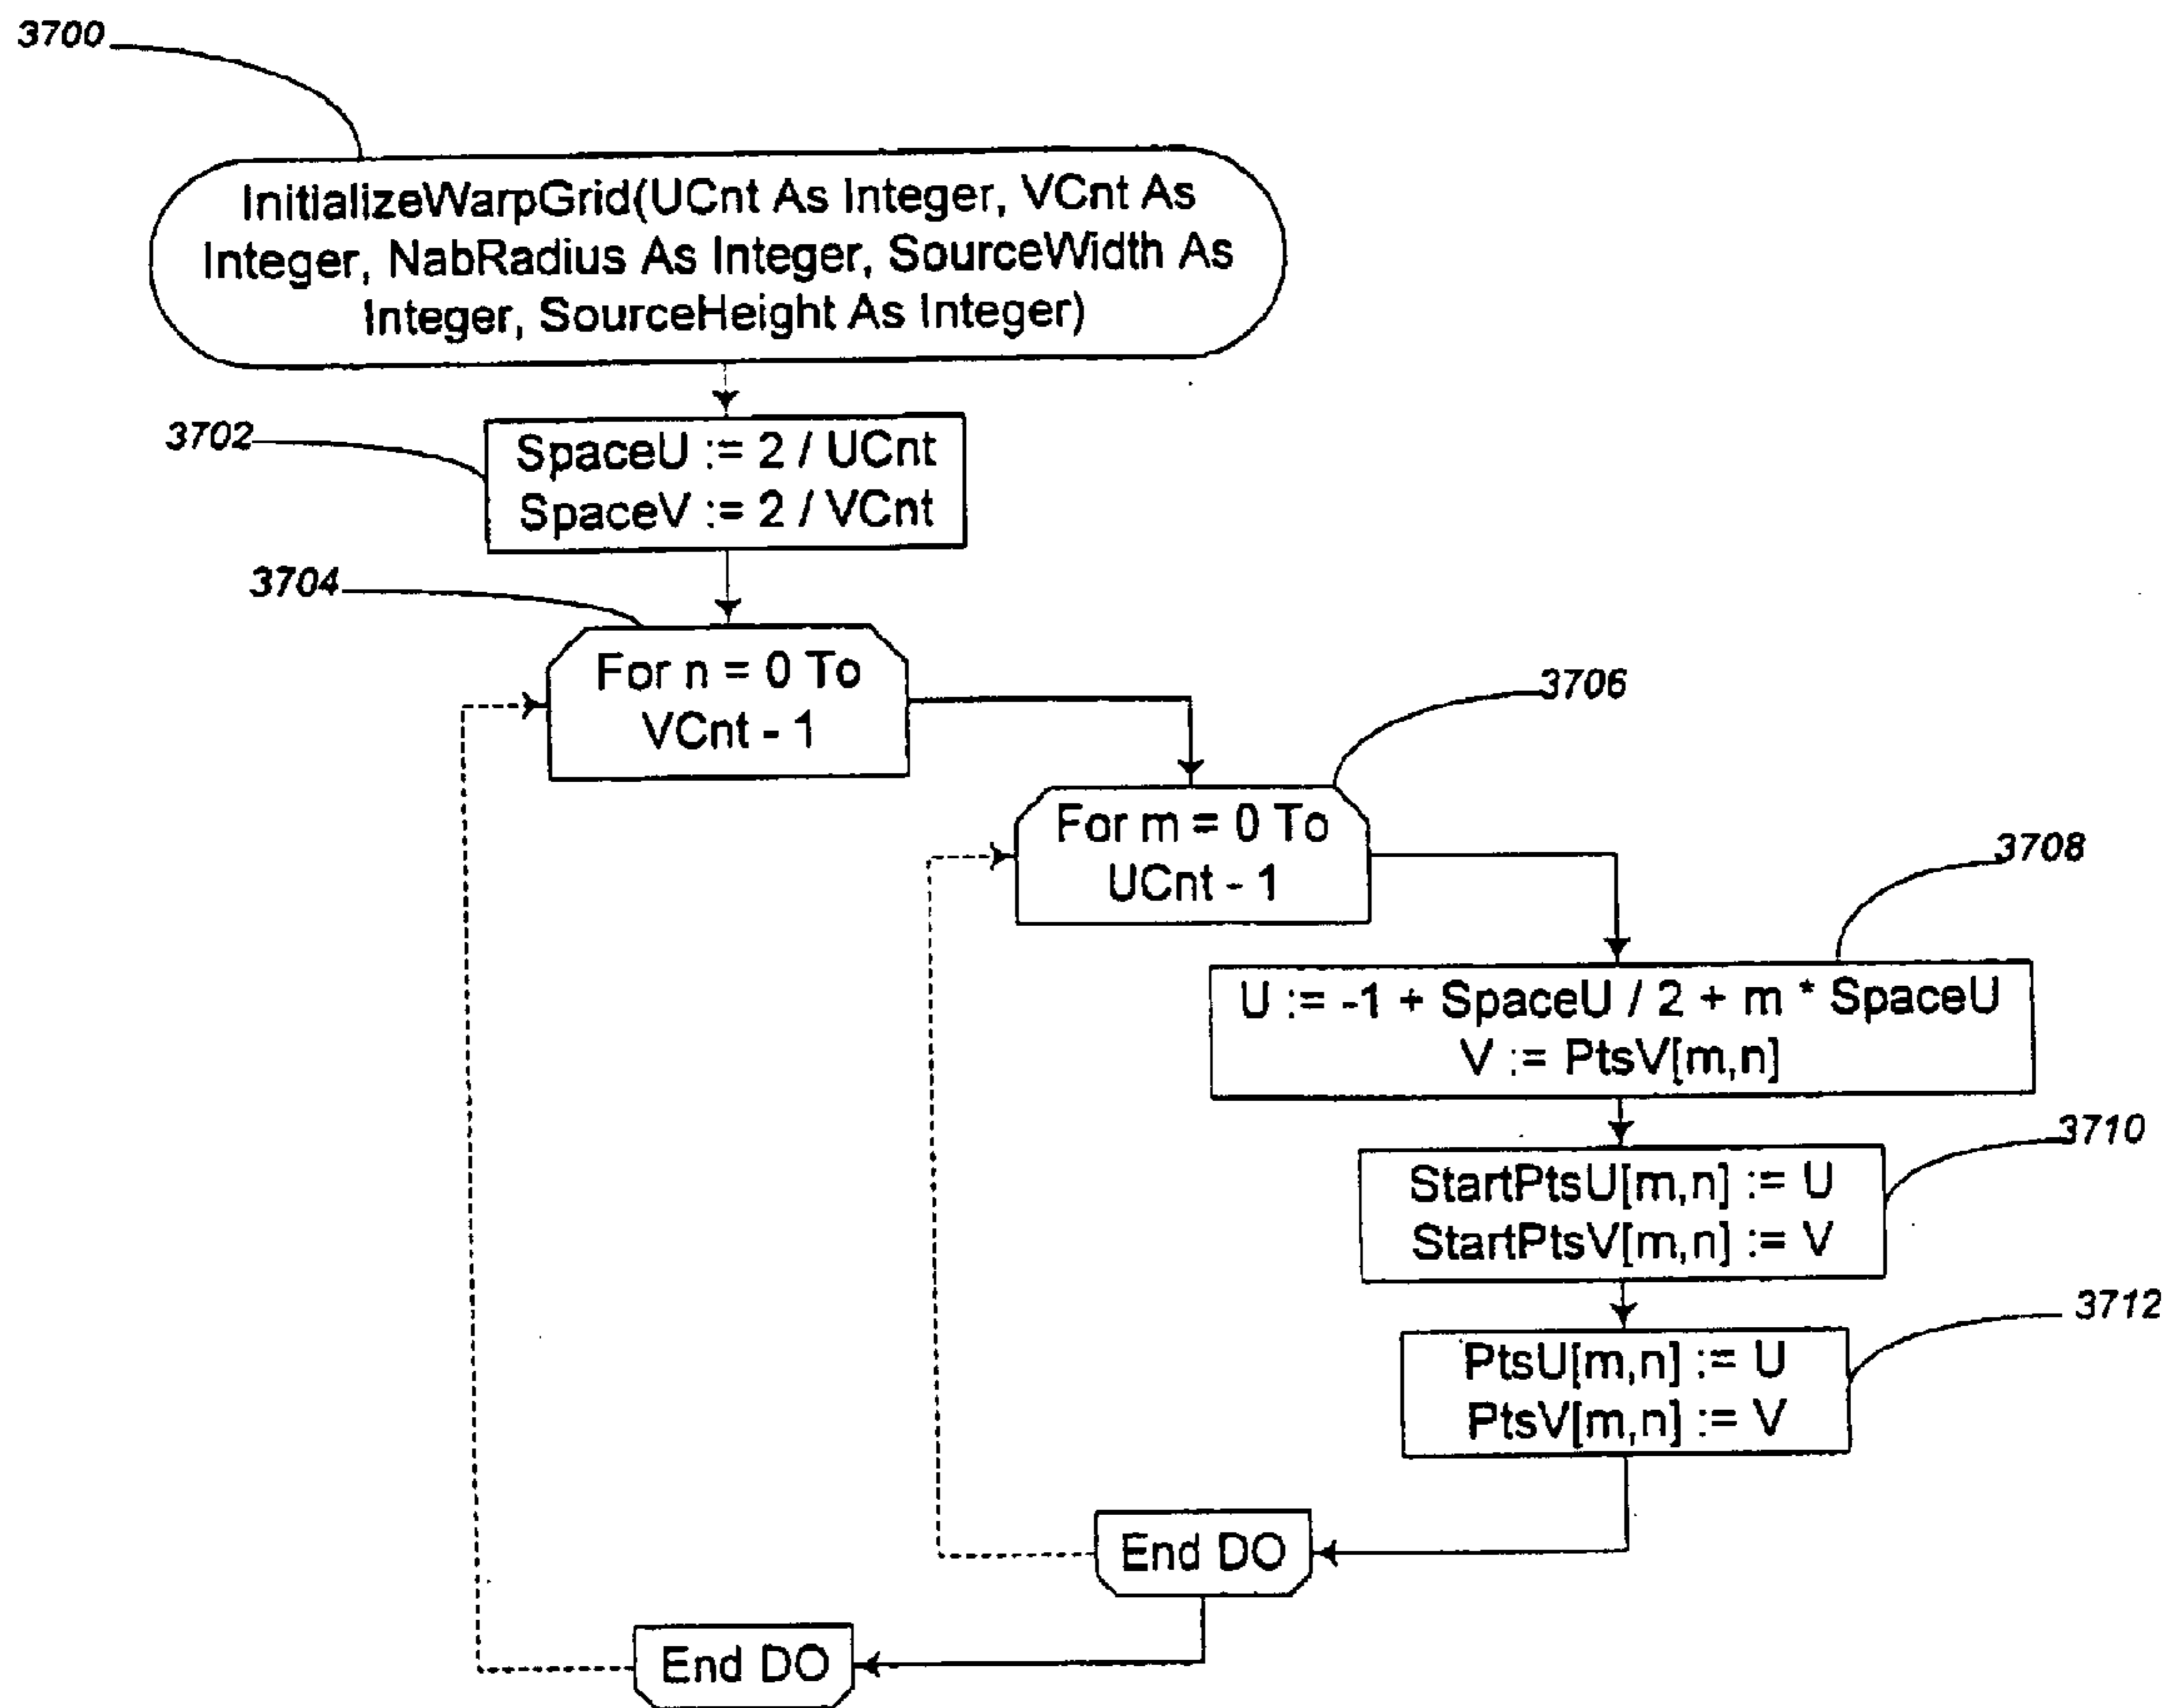 3700
InitializeWarpGrid(UCnt As Integer, VCnt As
Integer, NabRadius As Integer, SourceWidth As
Integer, SourceHeight As Integer)
3702
SpaceU := 2 / UCnt
SpaceV := 2 / VCnt
3704
For n = 0 To
VCnt - 1
3706
For m = 0 To
UCnt - 1
3708
U := -1 + SpaceU / 2 + m * SpaceU
V := PtsV[m,n]
3710
StartPtsU[m,n] := U
StartPtsV[m,n] := V
3712
PtsU[m,n] := U
PtsV[m,n] := V
End DO
End DO